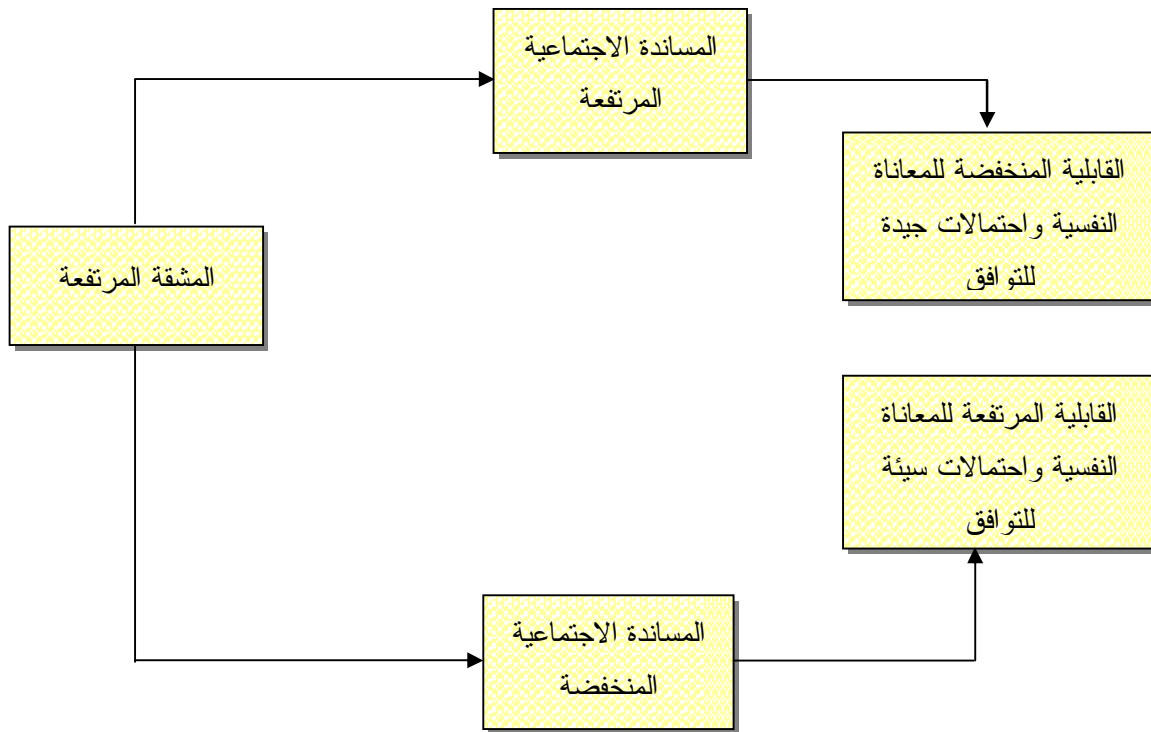 المساندة الاجتماعية
المرتفعة
القابلية المنخفضة للمعاناة
النفسية واحتمالات جيدة
للتوافق
المشقة المرتفعة
القابلية المرتفعة للمعاناة
النفسية واحتمالات سيئة
للتوافق
المساندة الاجتماعية
المنخفضة